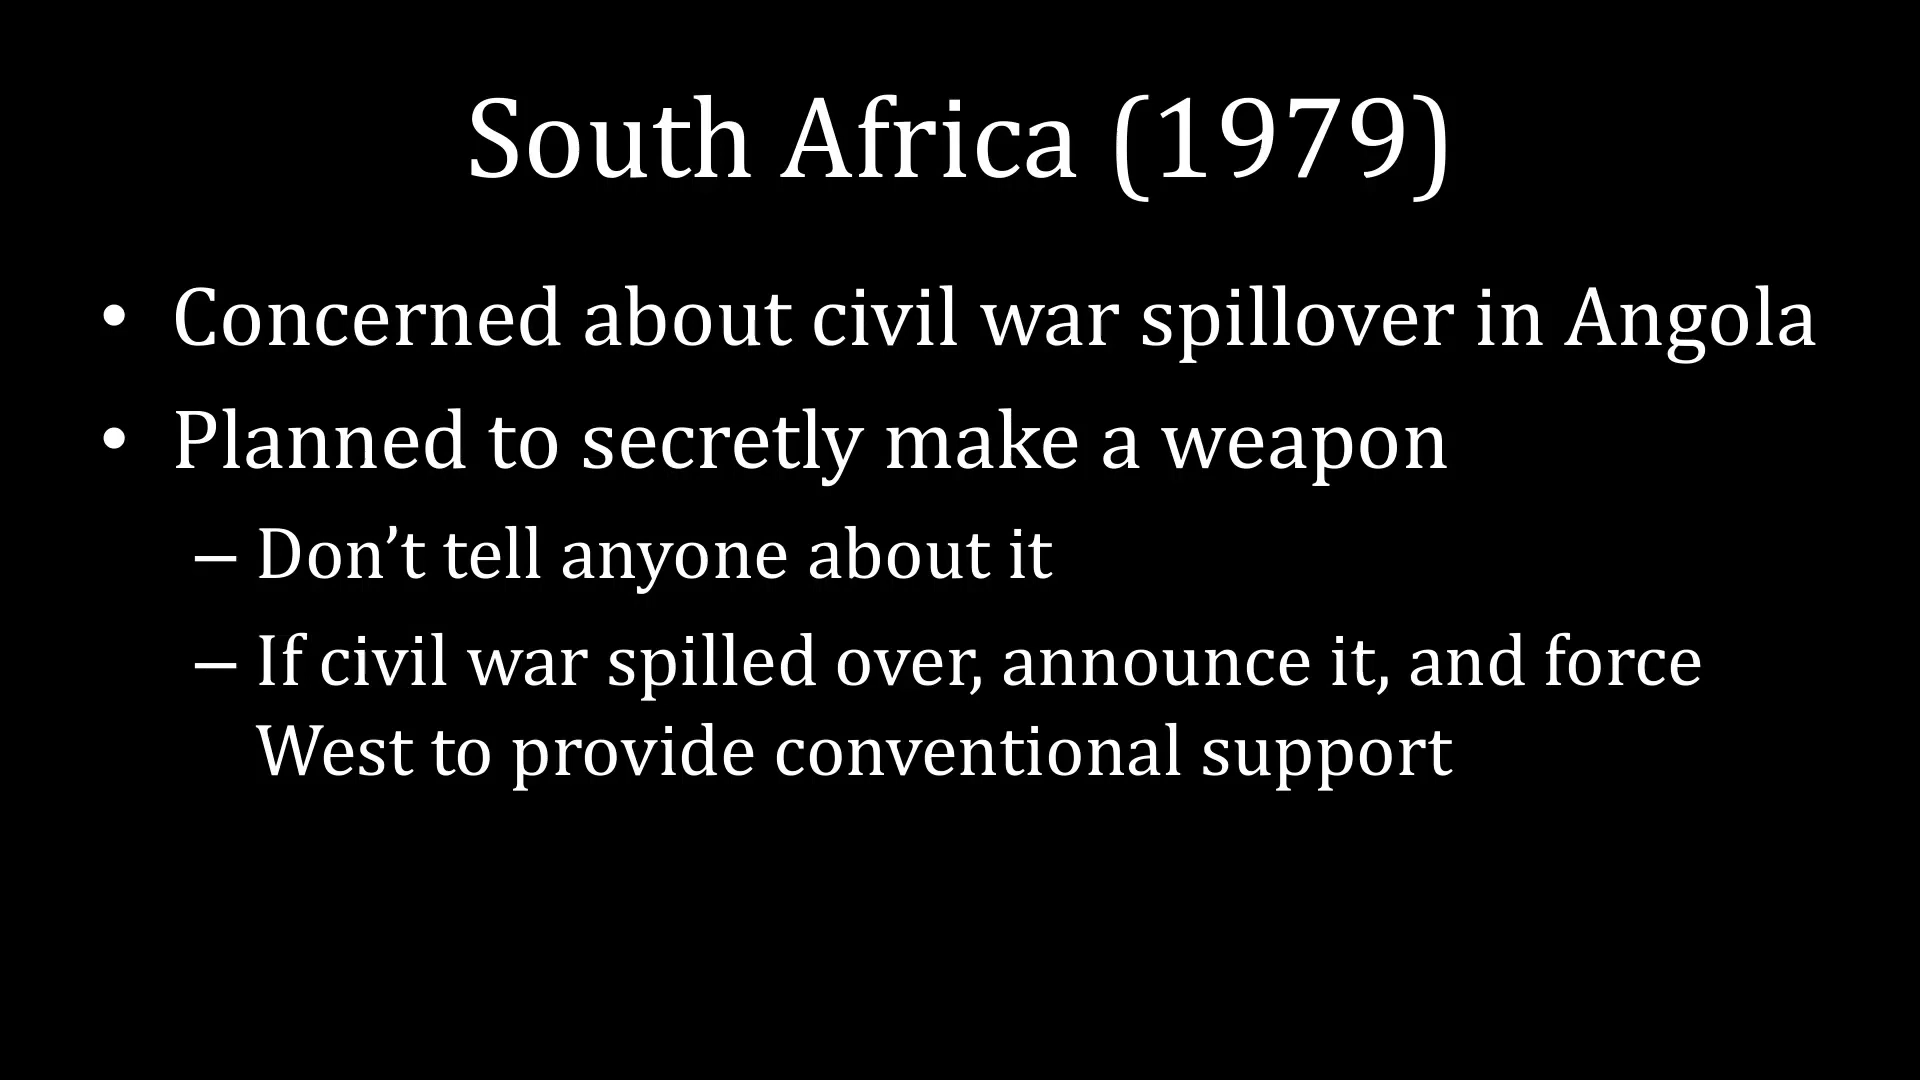 South Africa (1979)
• Concerned about civil war spillover in Angola
• Planned to secretly make a weapon
– Don’t tell anyone about it
– If civil war spilled over, announce it, and force
West to provide conventional support